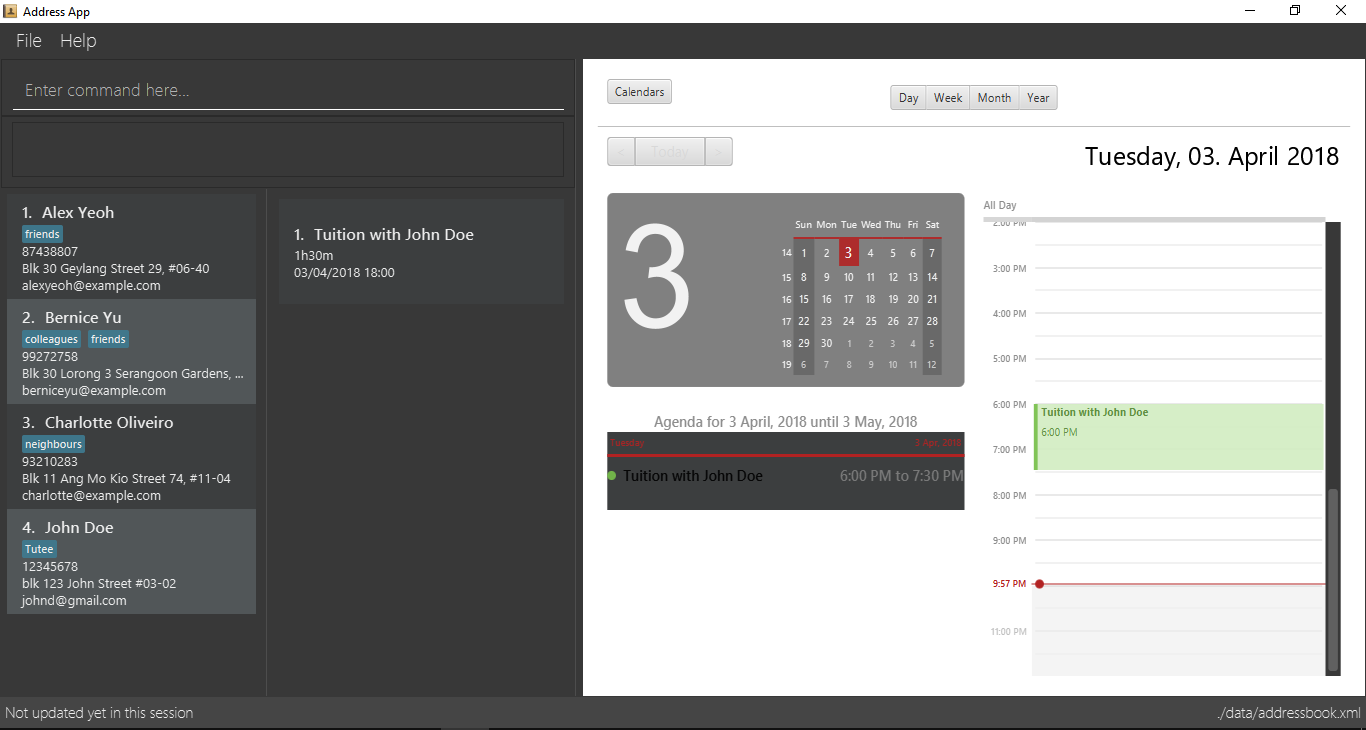 Address App
File Help
Enter command here...
1. Alex Yeoh
friends
87438807
Blk 30 Geylang Street 29, #06-40
alexyeoh@example.com
2. Bernice Yu
colleagues friends
99272758
Blk 30 Lorong 3 Serangoon Gardens, ...
berniceyu@example.com
3. Charlotte Oliveiro
neighbours
93210283
Blk 11 Ang Mo Kio Street 74, #11-04
charlotte@example.com
4. John Doe
Tutee
12345678
blk 123 John Street #03-02
johnd@gmail.com
1. Tuition with John Doe
1h30m
03/04/2018 18:00
Calendars
Day Week Month Year
< Today >
Tuesday, 03. April 2018
3
Sun Mon Tue Wed Thu Fri Sat
14 1 2 3 4 5 6 7
15 8 9 10 11 12 13 14
16 15 16 17 18 19 20 21
17 22 23 24 25 26 27 28
18 29 30 1 2 3 4 5
19 6 7 8 9 10 11 12
Agenda for 3 April, 2018 until 3 May, 2018
Tuesday 3 Apr, 2018
Tuition with John Doe 6:00 PM to 7:30 PM
All Day
2:00 PM
3:00 PM
4:00 PM
5:00 PM
6:00 PM
Tuition with John Doe
6:00 PM
7:00 PM
8:00 PM
9:00 PM
9:57 PM
11:00 PM
Not updated yet in this session
./data/addressbook.xml